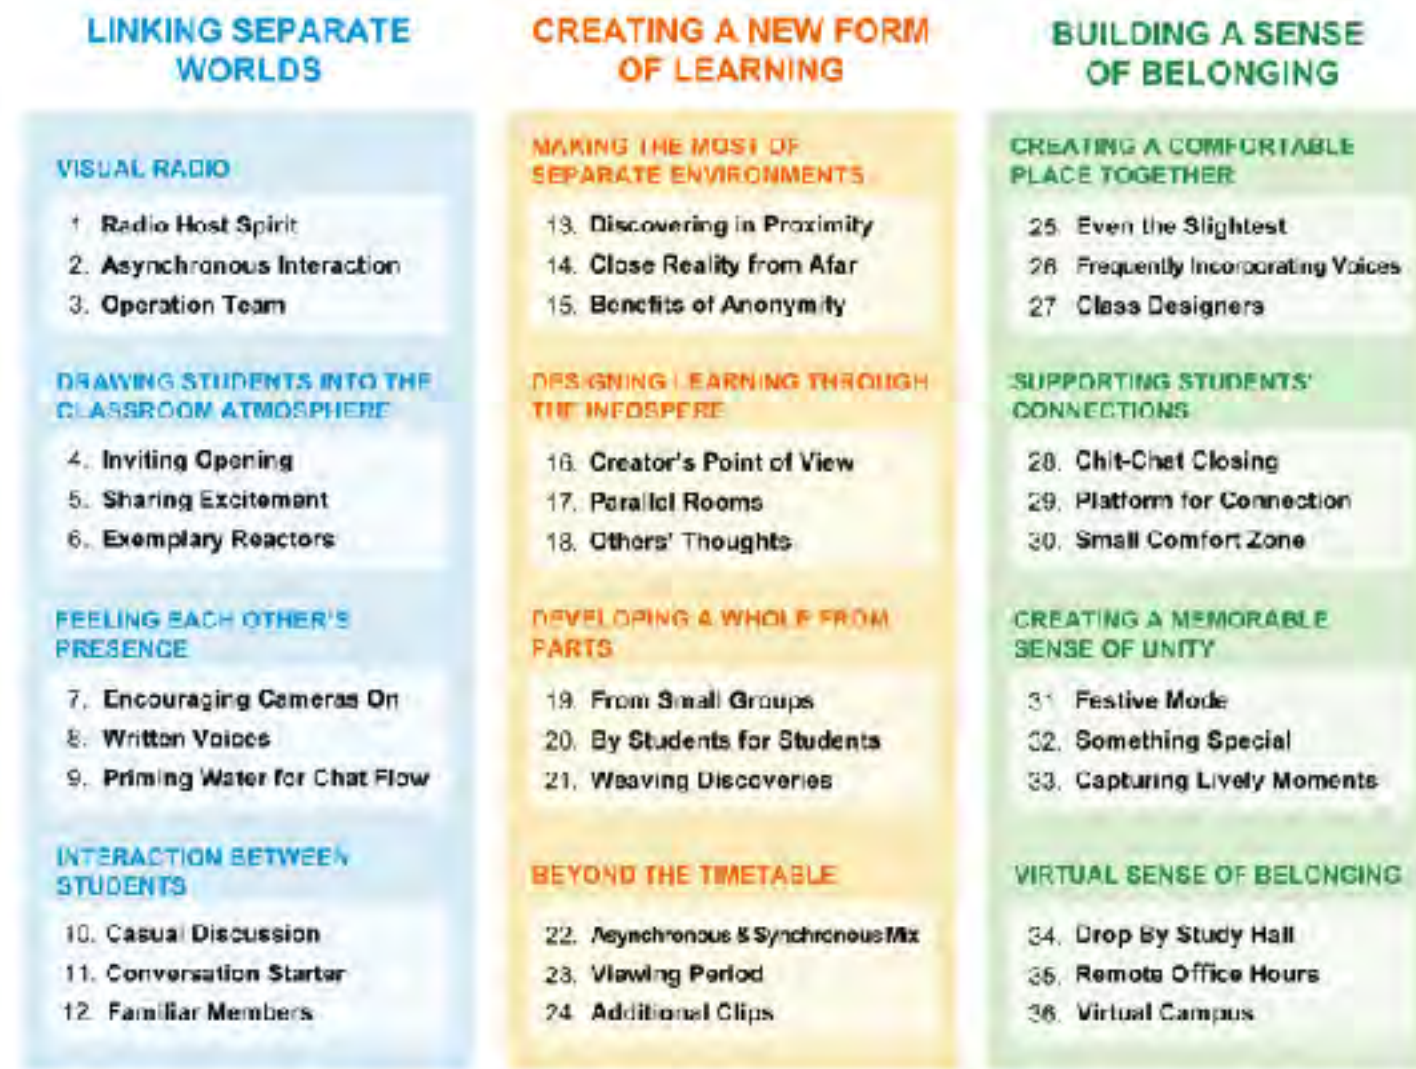 LINKING SEPARATE
WORLDS
VISUAL RADIO
1. Radio Host Spirit
2. Asynchronous Interaction
3. Operation Team
DRAWING STUDENTS INTO THE
CLASSROOM ATMOSPHERE
4. Inviting Opening
5. Sharing Excitement
6. Exemplary Reactors
FEELING EACH OTHER'S
PRESENCE
7. Encouraging Cameras On
8. Written Voices
9. Priming Water for Chat Flow
INTERACTION BETWEEN
STUDENTS
10. Casual Discussion
11. Conversation Starter
12. Familiar Members
CREATING A NEW FORM
OF LEARNING
MAKING THE MOST OF
SEPARATE ENVIRONMENTS
13. Discovering in Proximity
14. Close Reality from Afar
15. Benefits of Anonymity
DESIGNING LEARNING THROUGH
THE INFOSPERE
16. Creator's Point of View
17. Parallel Rooms
18. Others' Thoughts
DEVELOPING A WHOLE FROM
PARTS
19. From Small Groups
20. By Students for Students
21. Weaving Discoveries
BEYOND THE TIMETABLE
22. Asynchronous & Synchronous Mix
23. Viewing Period
24. Additional Clips
BUILDING A SENSE
OF BELONGING
CREATING A COMFORTABLE
PLACE TOGETHER
25. Even the Slightest
26. Frequently Incorporating Voices
27. Class Designers
SUPPORTING STUDENTS'
CONNECTIONS
28. Chit-Chat Closing
29. Platform for Connection
30. Small Comfort Zone
CREATING A MEMORABLE
SENSE OF UNITY
31. Festive Mode
32. Something Special
33. Capturing Lively Moments
VIRTUAL SENSE OF BELONGING
34. Drop By Study Hall
35. Remote Office Hours
36. Virtual Campus